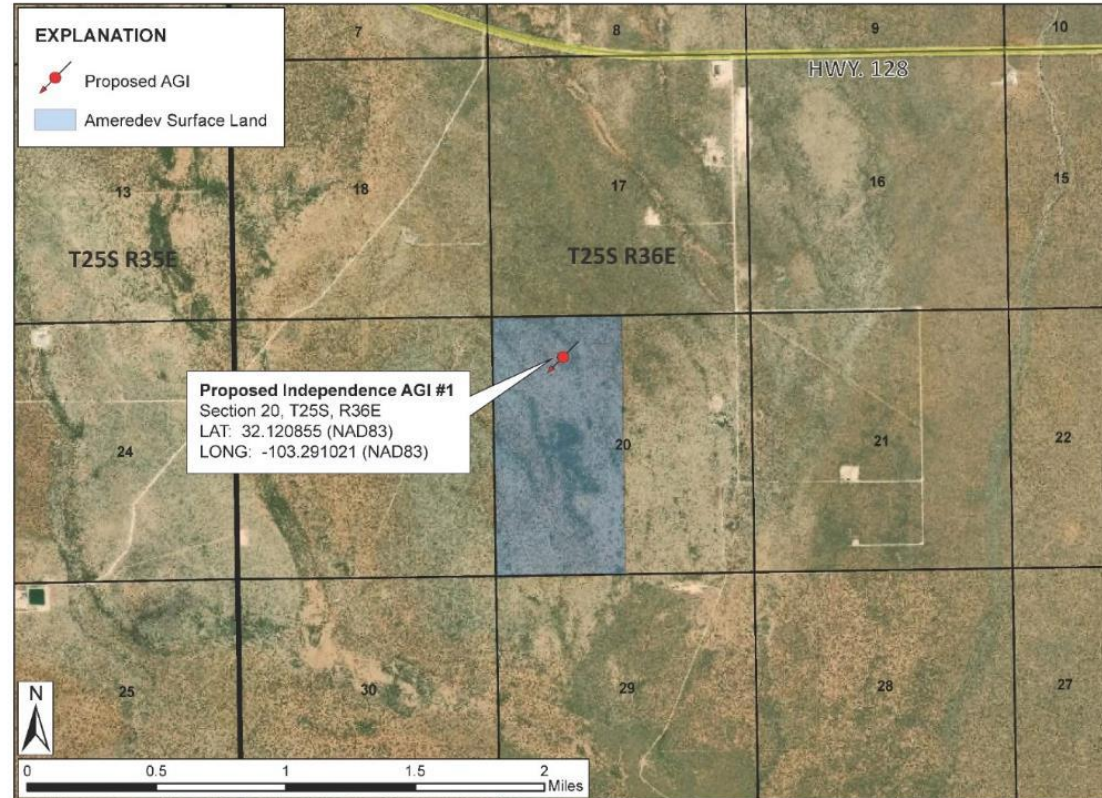 EXPLANATION
Proposed AGI
Ameredev Surface Land
7
8
9
10
HWY. 128
13
18
17
16
15
T25S R35E
T25S R36E
Proposed Independence AGI #1
Section 20, T25S, R36E
LAT: 32.120855 (NAD83)
LONG: -103.291021 (NAD83)
24
20
21
22
25
30
29
28
27
N
0 0.5 1 1.5 2
Miles